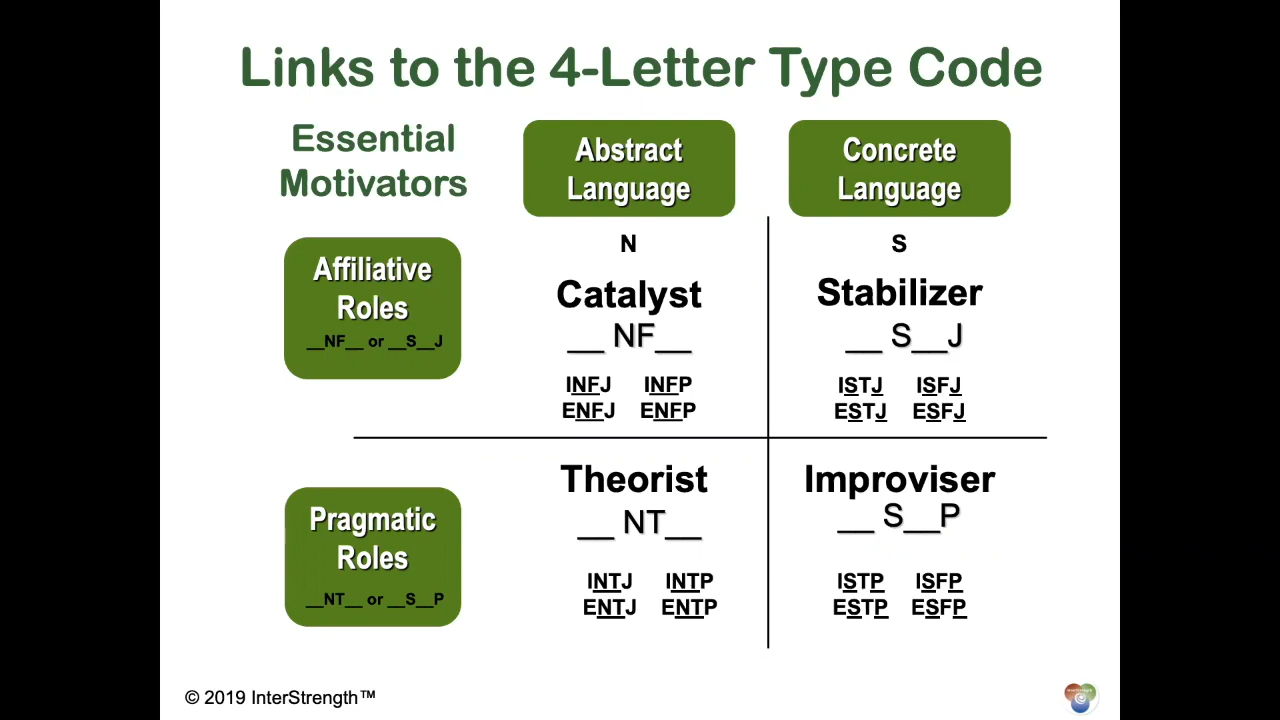 Links to the 4-Letter Type Code
Essential
Motivators
Abstract
Language
Concrete
Language
Affiliative
Roles
__NF__ or __S__J
N
Catalyst
__ NF__
INFJ INFP
ENFJ ENFP
S
Stabilizer
__ S__J
ISTJ ISFJ
ESTJ ESFJ
Pragmatic
Roles
__NT__ or __S__P
Theorist
__ NT__
INTJ INTP
ENTJ ENTP
Improviser
__ S__P
ISTP ISFP
ESTP ESFP
© 2019 InterStrength™